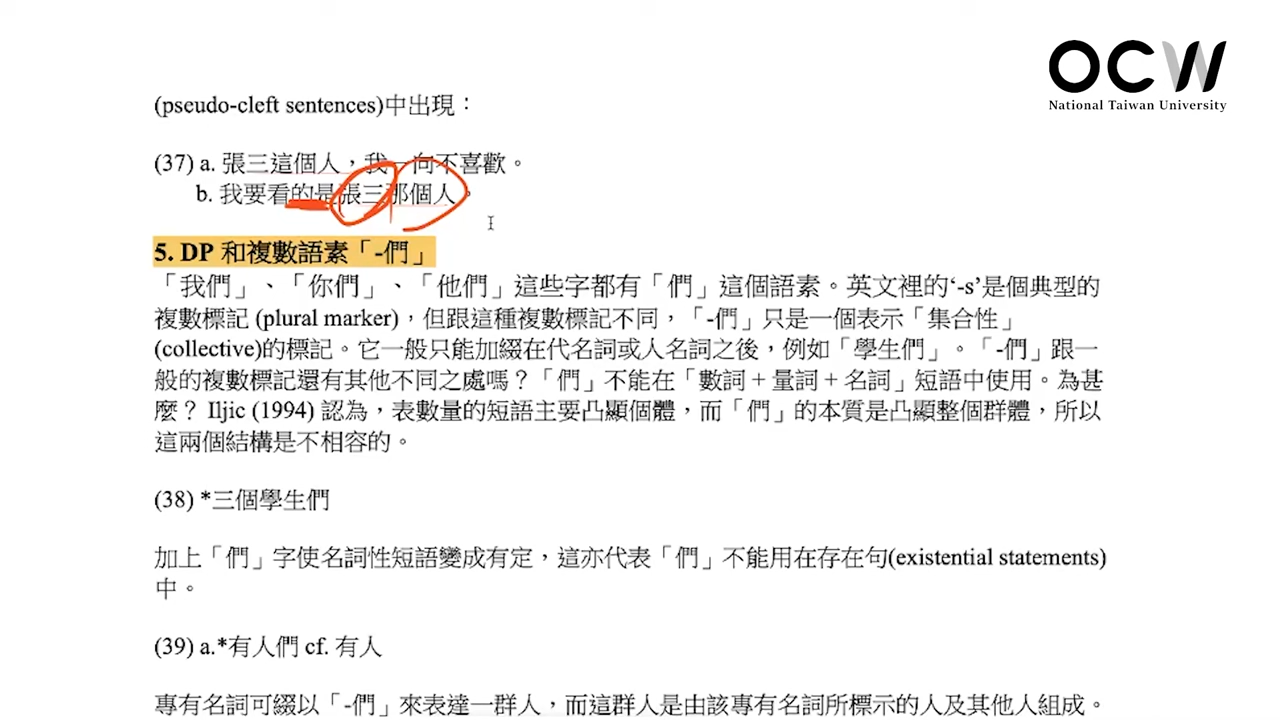 OCW
National Taiwan University
(pseudo-cleft sentences)中出現：
(37) a. 張三這個人，我一向不喜歡。
b. 我要看的是張三那個人。
5. DP 和複數語素「-們」
「我們」、「你們」、「他們」這些字都有「們」這個語素。英文裡的‘-s’是個典型的
複數標記 (plural marker)，但跟這種複數標記不同，「-們」只是一個表示「集合性」
(collective)的標記。它一般只能加綴在代名詞或人名詞之後，例如「學生們」。「-們」跟一
般的複數標記還有其他不同之處嗎？「們」不能在「數詞 + 量詞 + 名詞」短語中使用。為甚
麼？ Iljic (1994) 認為，表數量的短語主要凸顯個體，而「們」的本質是凸顯整個群體，所以
這兩個結構是不相容的。
(38) *三個學生們
加上「們」字使名詞性短語變成有定，這亦代表「們」不能用在存在句(existential statements)
中。
(39) a.*有人們 cf. 有人
專有名詞可綴以「-們」來表達一群人，而這群人是由該專有名詞所標示的人及其他人組成。